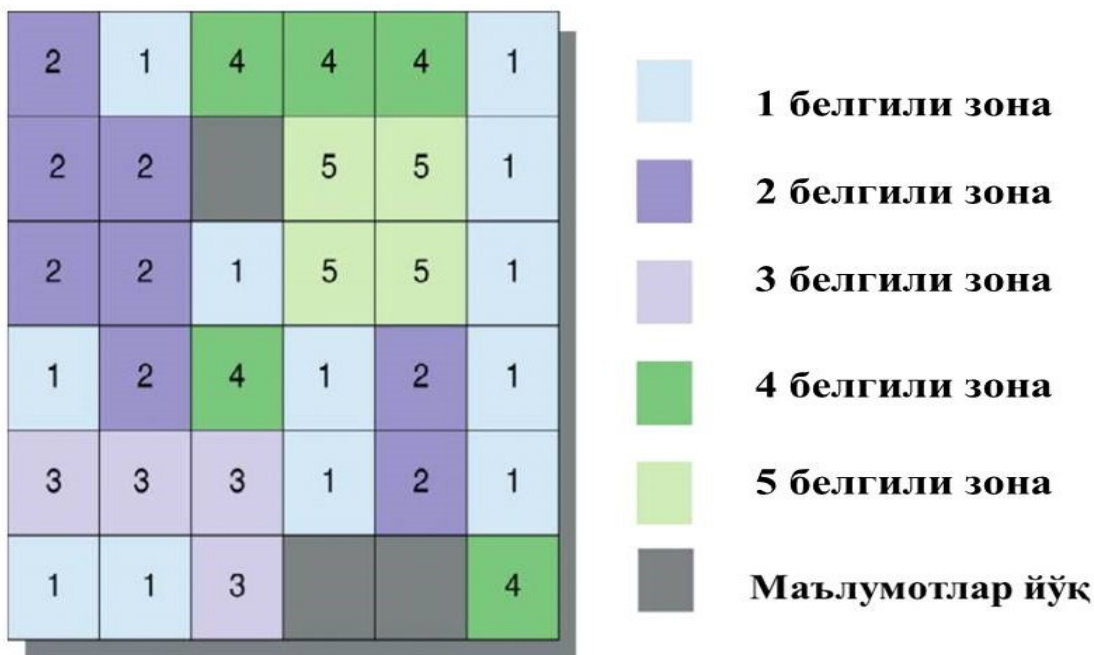 2 1 4 4 4 1
2 2 5 5 1
2 2 1 5 5 1
1 2 4 1 2 1
3 3 3 1 2 1
1 1 3 4
1 белгили зона
2 белгили зона
3 белгили зона
4 белгили зона
5 белгили зона
Маълумотлар йўқ